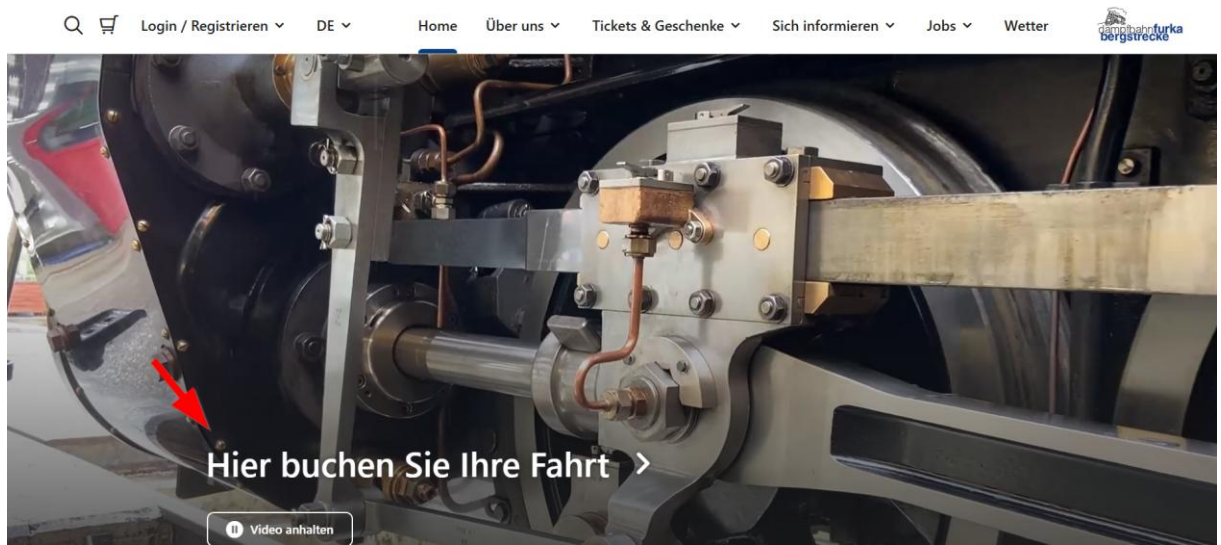 Login / Registrieren
DE
Home
Über uns
Tickets & Geschenke
Sich informieren
Jobs
Wetter
dampfbahnfurka
bergstrecke
Hier buchen Sie Ihre Fahrt
Video anhalten